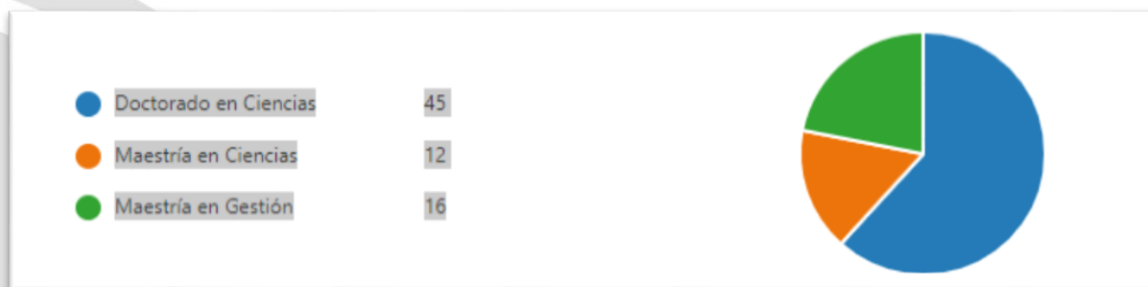 Doctorado en Ciencias 45
Maestría en Ciencias 12
Maestría en Gestión 16